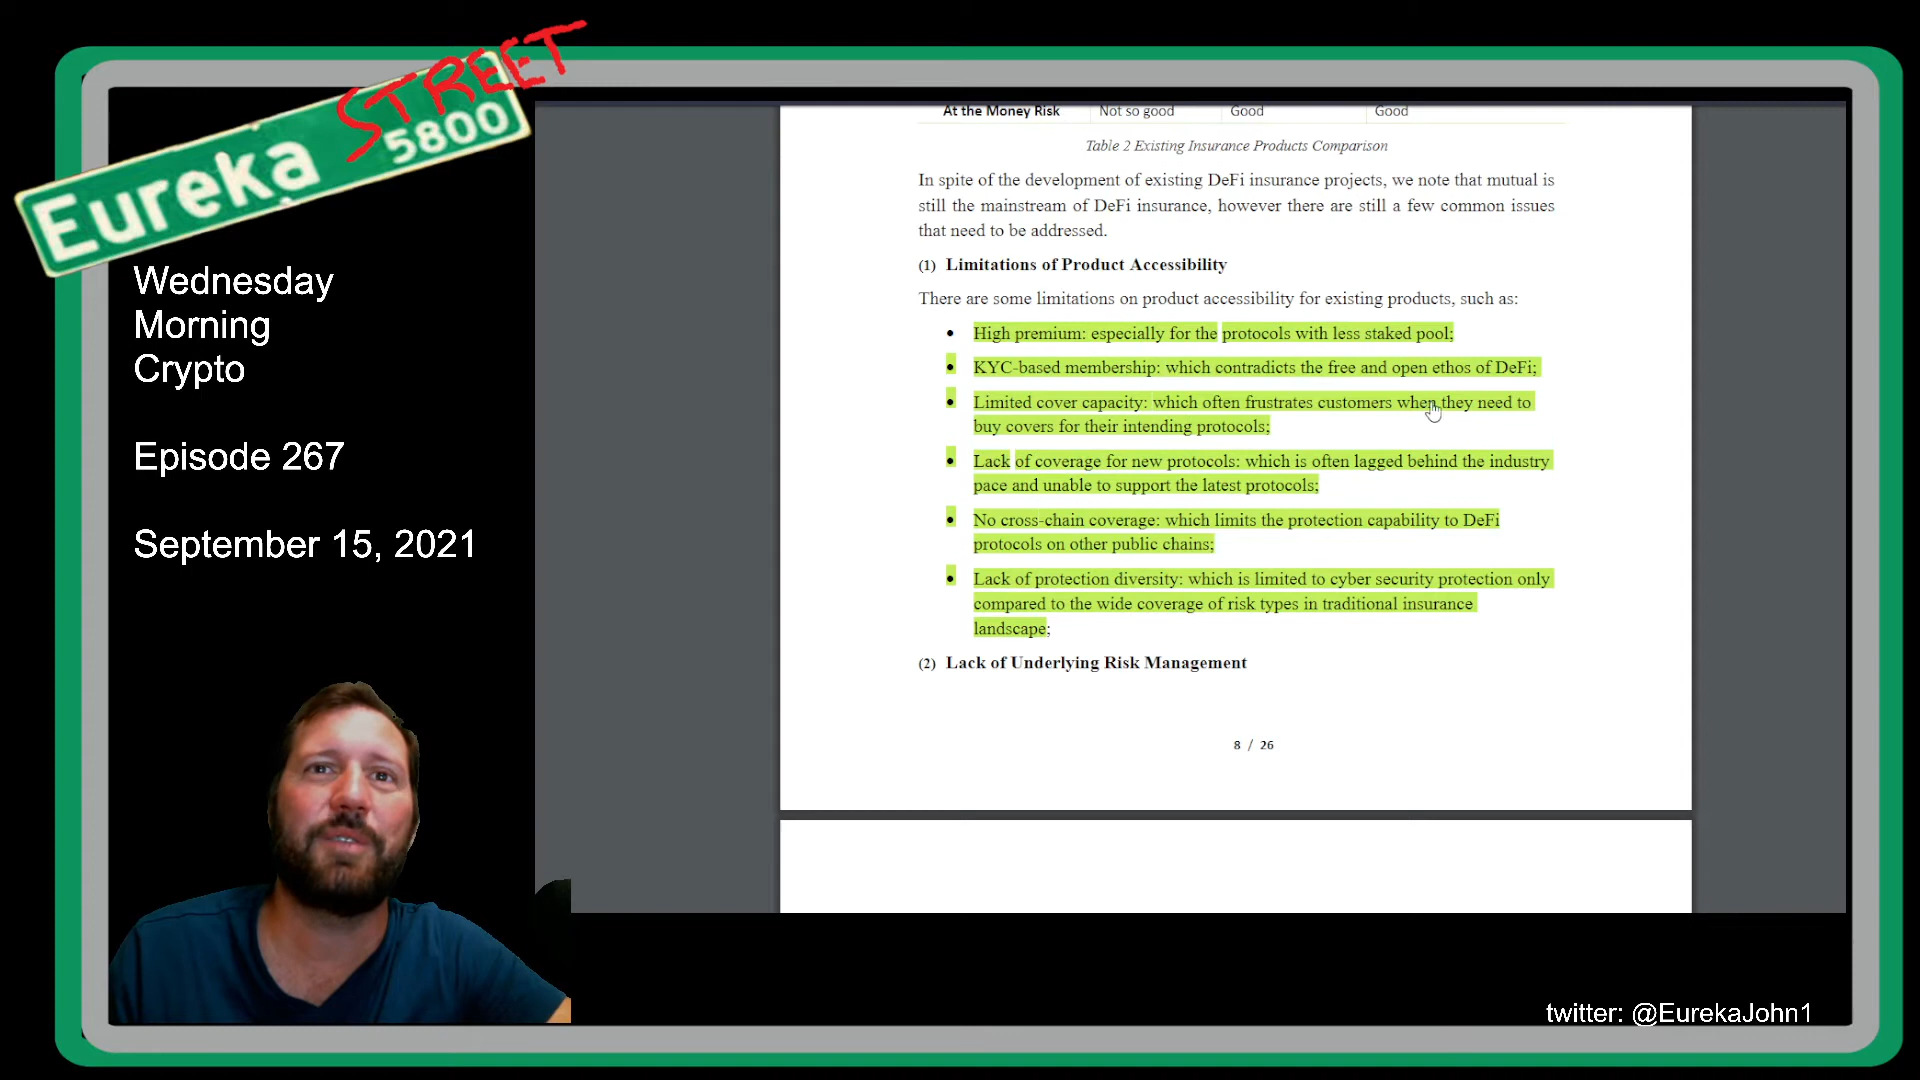 Eureka
STREET
5800
Wednesday
Morning
Crypto
Episode 267
September 15, 2021
At the Money Risk Not so good Good Good
Table 2 Existing Insurance Products Comparison
In spite of the development of existing DeFi insurance projects, we note that mutual is
still the mainstream of DeFi insurance, however there are still a few common issues
that need to be addressed.
(1) Limitations of Product Accessibility
There are some limitations on product accessibility for existing products, such as:
• High premium: especially for the protocols with less staked pool;
• KYC-based membership: which contradicts the free and open ethos of DeFi;
• Limited cover capacity: which often frustrates customers when they need to
buy covers for their intending protocols;
• Lack of coverage for new protocols: which is often lagged behind the industry
pace and unable to support the latest protocols;
• No cross-chain coverage: which limits the protection capability to DeFi
protocols on other public chains;
• Lack of protection diversity: which is limited to cyber security protection only
compared to the wide coverage of risk types in traditional insurance
landscape;
(2) Lack of Underlying Risk Management
8 / 26
twitter: @EurekaJohn1